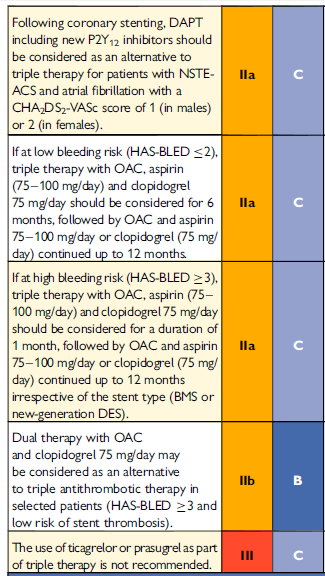 Following coronary stenting, DAPT
including new P2Y₁₂ inhibitors should
be considered as an alternative to
triple therapy for patients with NSTE-
ACS and atrial fibrillation with a
CHA₂DS₂-VASc score of 1 (in males)
or 2 (in females).
IIa
C
If at low bleeding risk (HAS-BLED ≤2),
triple therapy with OAC, aspirin
(75–100 mg/day) and clopidogrel
75 mg/day should be considered for 6
months, followed by OAC and aspirin
75–100 mg/day or clopidogrel (75 mg/
day) continued up to 12 months.
IIa
C
If at high bleeding risk (HAS-BLED ≥3),
triple therapy with OAC, aspirin (75–
100 mg/day) and clopidogrel 75 mg/day
should be considered for a duration of
1 month, followed by OAC and aspirin
75–100 mg/day or clopidogrel (75 mg/
day) continued up to 12 months
irrespective of the stent type (BMS or
new-generation DES).
IIa
C
Dual therapy with OAC
and clopidogrel 75 mg/day may
be considered as an alternative
to triple antithrombotic therapy in
selected patients (HAS-BLED ≥3 and
low risk of stent thrombosis).
IIb
B
The use of ticagrelor or prasugrel as part
of triple therapy is not recommended.
III
C